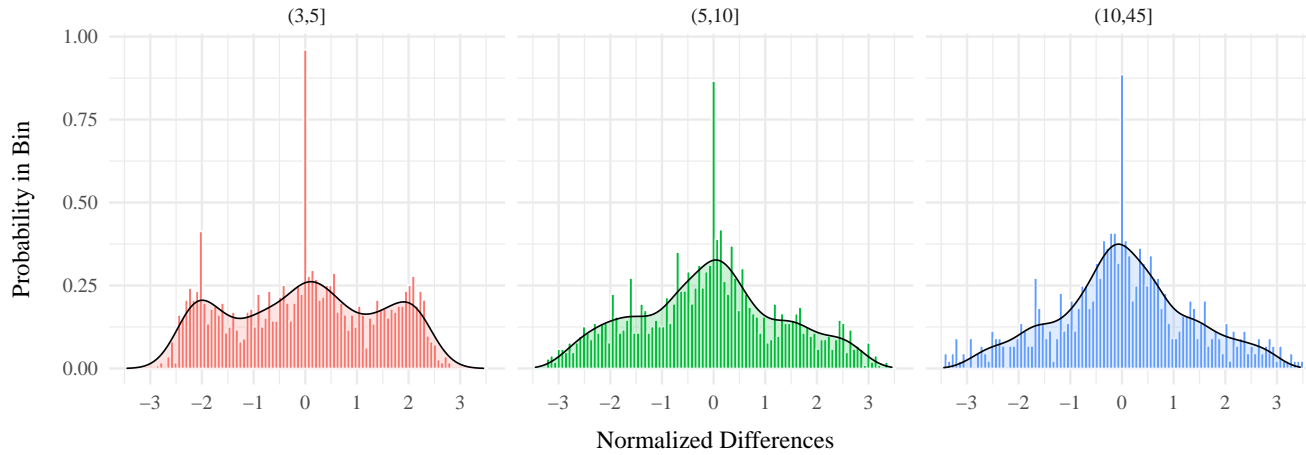 (3,5] (5,10] (10,45]
1.00
0.75
0.50
0.25
0.00
Probability in Bin
−3 −2 −1 0 1 2 3 −3 −2 −1 0 1 2 3 −3 −2 −1 0 1 2 3
Normalized Differences